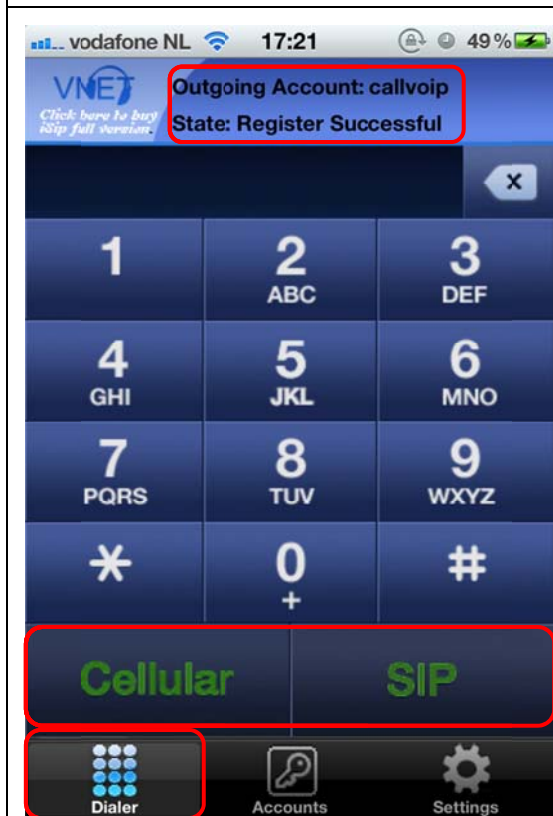 vodafone NL 17:21 49%
VNET
Click here to buy
iSip full version.
Outgoing Account: callvoip
State: Register Successful
x
1 2 3
ABC DEF
4 5 6
GHI JKL MNO
7 8 9
PQRS TUV WXYZ
* 0 #
+
Cellular SIP
Dialer Accounts Settings